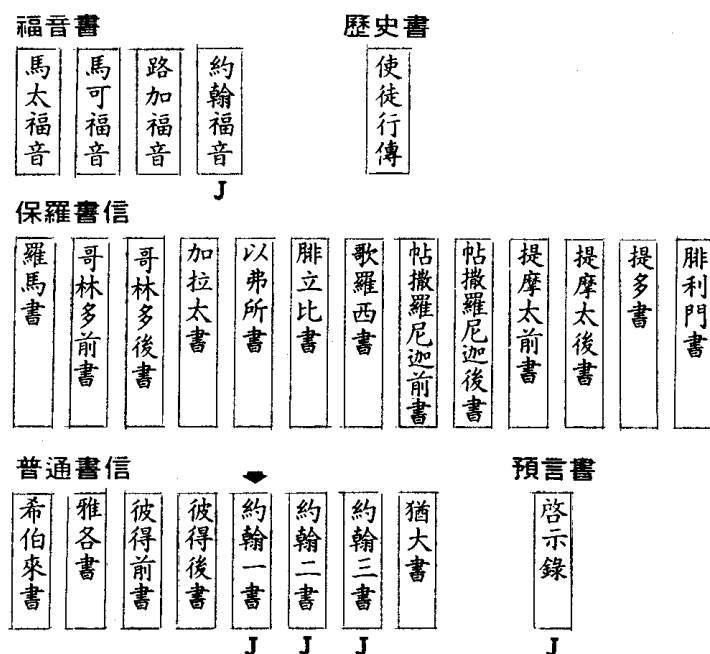 福音書
馬太福音
馬可福音
路加福音
約翰福音
J
歷史書
使徒行傳
保羅書信
羅馬書
哥林多前書
哥林多後書
加拉太書
以弗所書
腓立比書
歌羅西書
帖撒羅尼迦前書
帖撒羅尼迦後書
提摩太前書
提摩太後書
提多書
腓利門書
普通書信
希伯來書
雅各書
彼得前書
彼得後書
約翰一書
J
約翰二書
J
約翰三書
J
猶大書
預言書
啓示錄
J